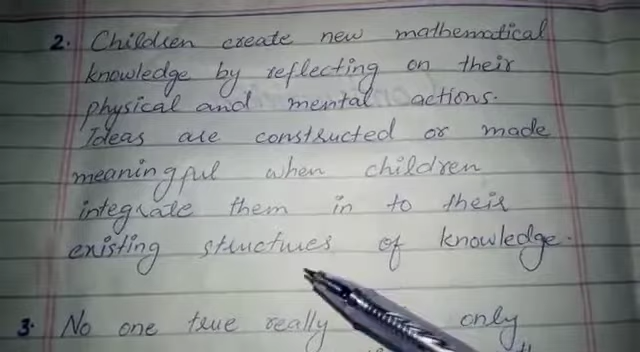 2. Children create new mathematical
knowledge by reflecting on their
physical and mental actions.
Ideas are constructed or made
meaningful when children
integrate them in to their
existing structures of knowledge.
3. No one true really only